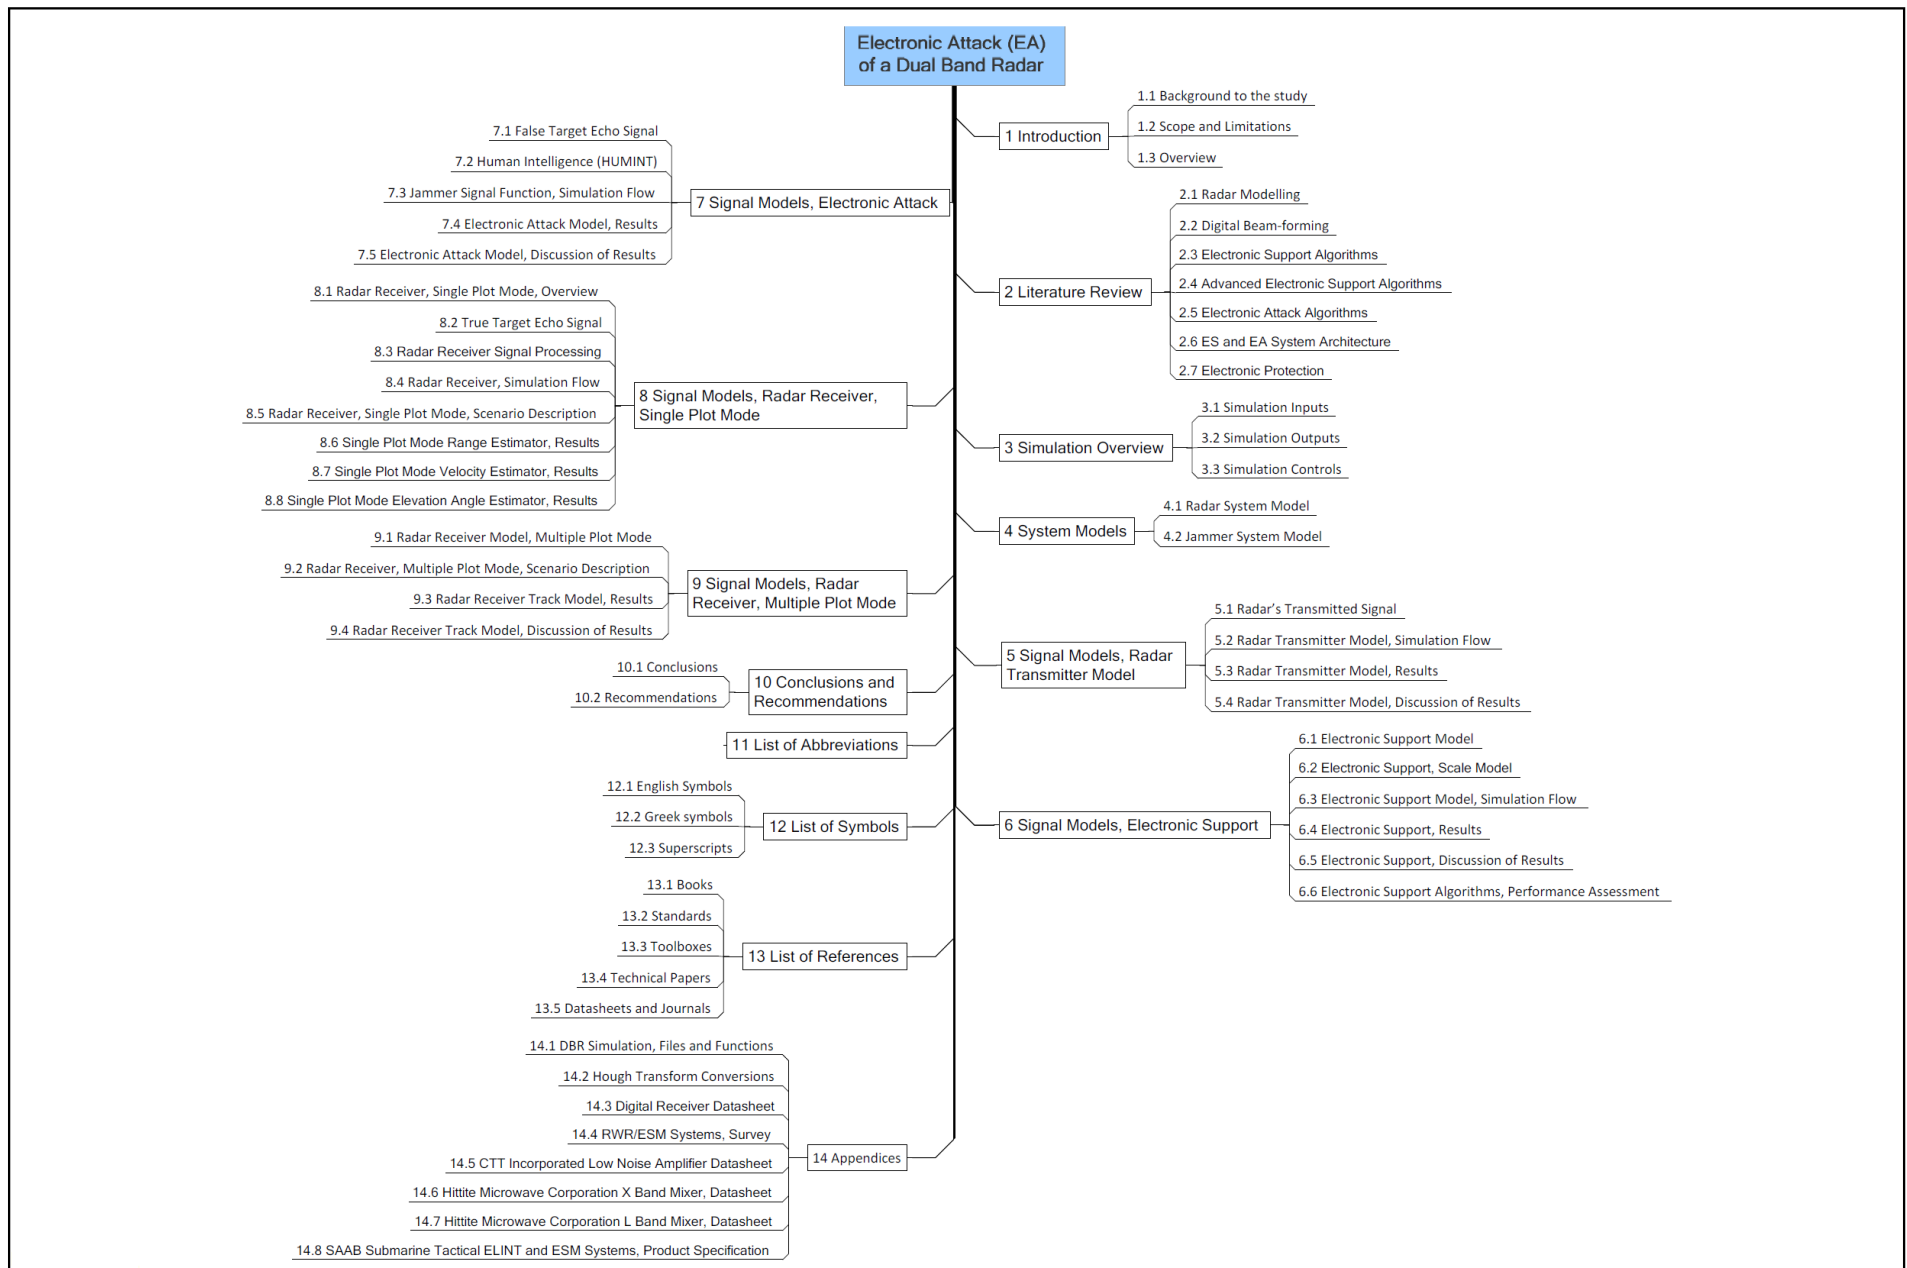 Electronic Attack (EA)
of a Dual Band Radar
1 Introduction
1.1 Background to the study
1.2 Scope and Limitations
1.3 Overview
2 Literature Review
2.1 Radar Modelling
2.2 Digital Beam-forming
2.3 Electronic Support Algorithms
2.4 Advanced Electronic Support Algorithms
2.5 Electronic Attack Algorithms
2.6 ES and EA System Architecture
2.7 Electronic Protection
3 Simulation Overview
3.1 Simulation Inputs
3.2 Simulation Outputs
3.3 Simulation Controls
4 System Models
4.1 Radar System Model
4.2 Jammer System Model
5 Signal Models, Radar
Transmitter Model
5.1 Radar’s Transmitted Signal
5.2 Radar Transmitter Model, Simulation Flow
5.3 Radar Transmitter Model, Results
5.4 Radar Transmitter Model, Discussion of Results
6 Signal Models, Electronic Support
6.1 Electronic Support Model
6.2 Electronic Support, Scale Model
6.3 Electronic Support Model, Simulation Flow
6.4 Electronic Support, Results
6.5 Electronic Support, Discussion of Results
6.6 Electronic Support Algorithms, Performance Assessment
7 Signal Models, Electronic Attack
7.1 False Target Echo Signal
7.2 Human Intelligence (HUMINT)
7.3 Jammer Signal Function, Simulation Flow
7.4 Electronic Attack Model, Results
7.5 Electronic Attack Model, Discussion of Results
8 Signal Models, Radar Receiver,
Single Plot Mode
8.1 Radar Receiver, Single Plot Mode, Overview
8.2 True Target Echo Signal
8.3 Radar Receiver Signal Processing
8.4 Radar Receiver, Simulation Flow
8.5 Radar Receiver, Single Plot Mode, Scenario Description
8.6 Single Plot Mode Range Estimator, Results
8.7 Single Plot Mode Velocity Estimator, Results
8.8 Single Plot Mode Elevation Angle Estimator, Results
9 Signal Models, Radar
Receiver, Multiple Plot Mode
9.1 Radar Receiver Model, Multiple Plot Mode
9.2 Radar Receiver, Multiple Plot Mode, Scenario Description
9.3 Radar Receiver Track Model, Results
9.4 Radar Receiver Track Model, Discussion of Results
10 Conclusions and
Recommendations
10.1 Conclusions
10.2 Recommendations
11 List of Abbreviations
12 List of Symbols
12.1 English Symbols
12.2 Greek symbols
12.3 Superscripts
13 List of References
13.1 Books
13.2 Standards
13.3 Toolboxes
13.4 Technical Papers
13.5 Datasheets and Journals
14 Appendices
14.1 DBR Simulation, Files and Functions
14.2 Hough Transform Conversions
14.3 Digital Receiver Datasheet
14.4 RWR/ESM Systems, Survey
14.5 CTT Incorporated Low Noise Amplifier Datasheet
14.6 Hittite Microwave Corporation X Band Mixer, Datasheet
14.7 Hittite Microwave Corporation L Band Mixer, Datasheet
14.8 SAAB Submarine Tactical ELINT and ESM Systems, Product Specification